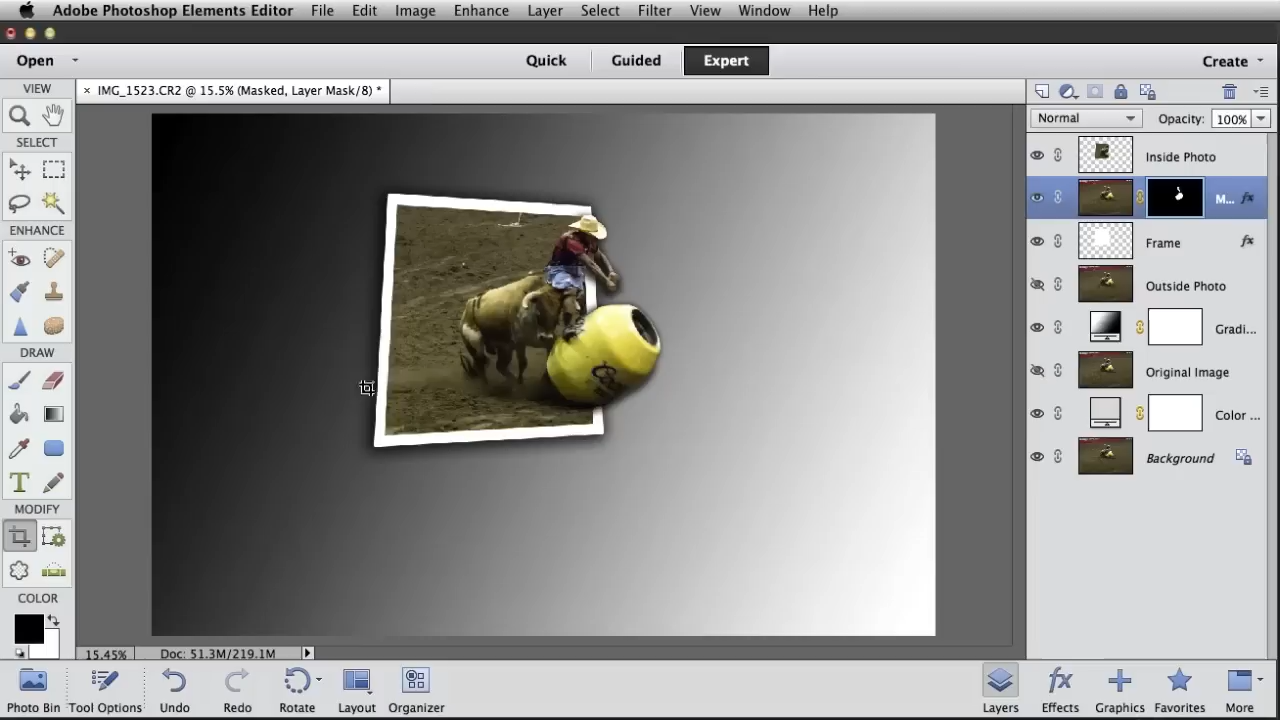 Adobe Photoshop Elements Editor File Edit Image Enhance Layer Select Filter View Window Help
Open Quick Guided Expert Create
VIEW
× IMG_1523.CR2 @ 15.5% (Masked, Layer Mask/8) *
Normal Opacity: 100%
SELECT
Inside Photo
M... fx
ENHANCE
Frame fx
Outside Photo
Gradi...
DRAW
Original Image
Color ...
Background
T
MODIFY
COLOR
15.45% Doc: 51.3M/219.1M
fx
Photo Bin Tool Options Undo Redo Rotate Layout Organizer Layers Effects Graphics Favorites More